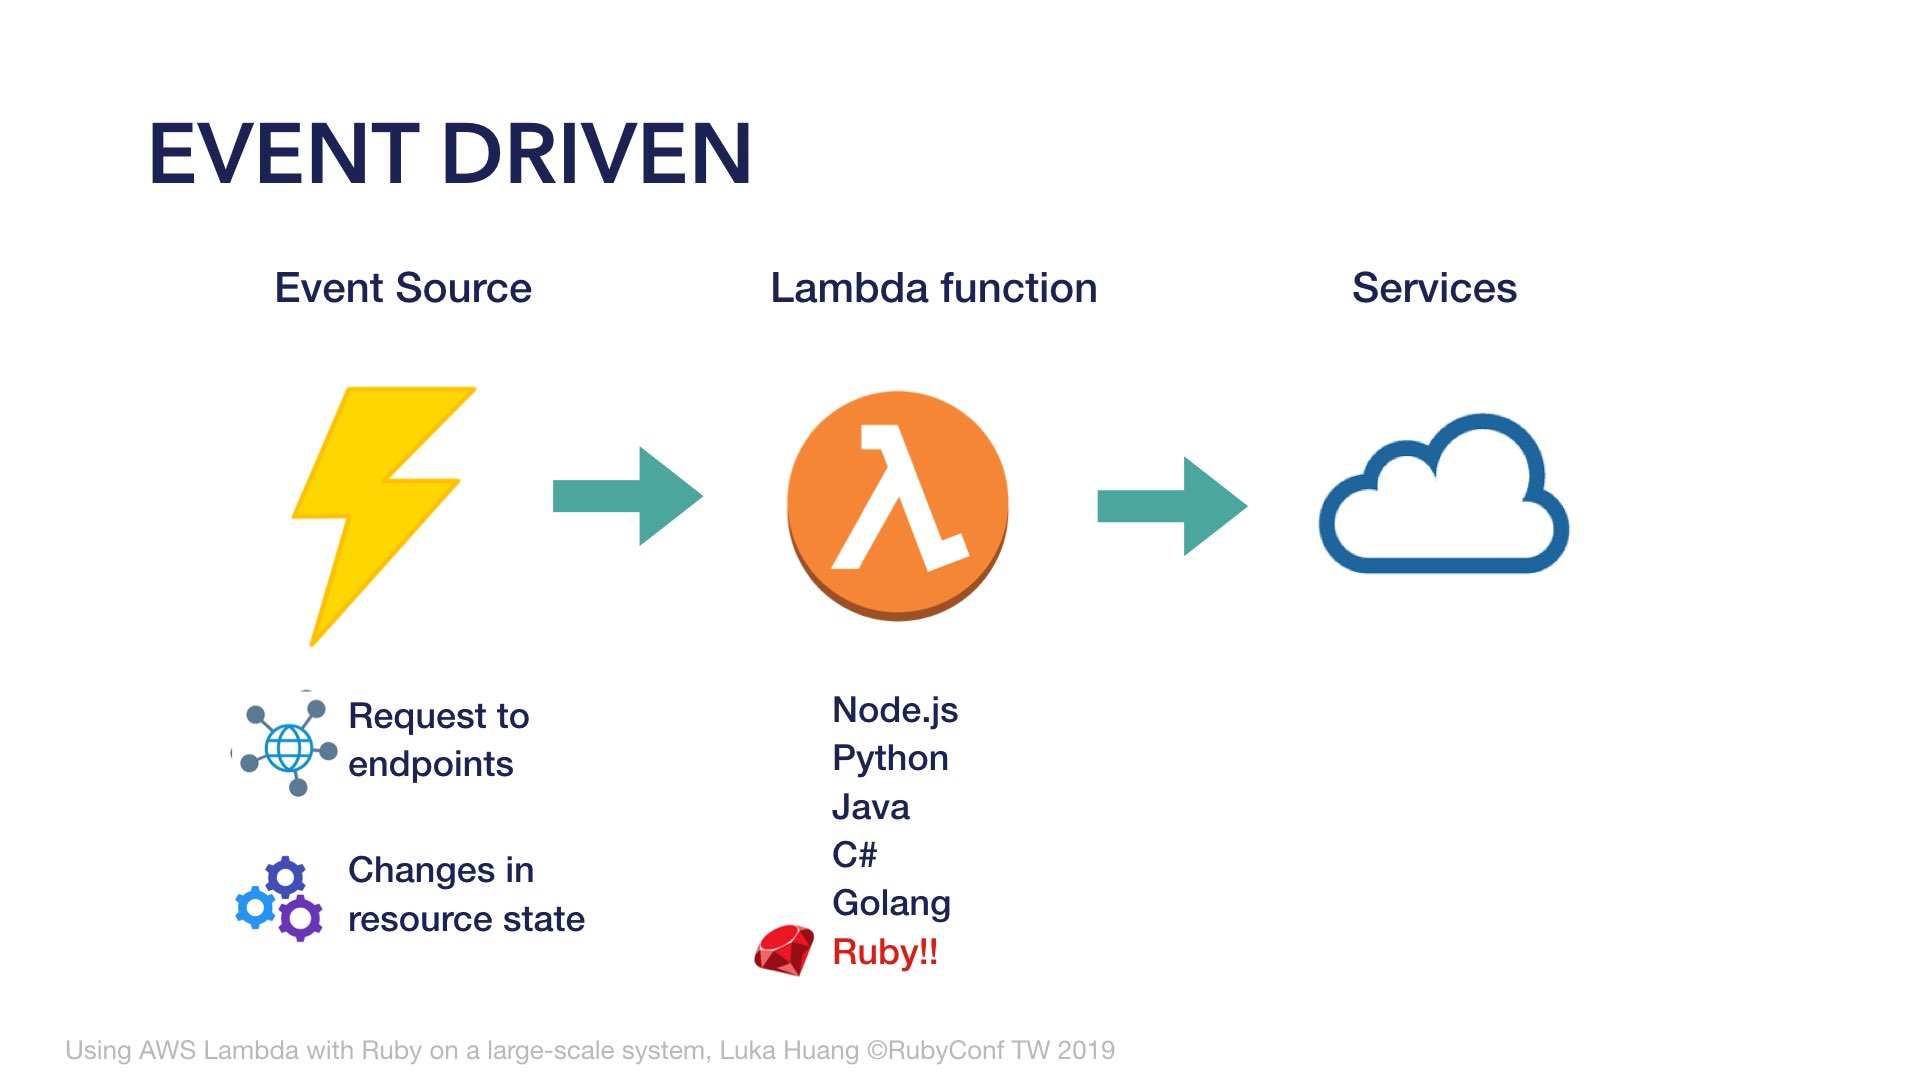 EVENT DRIVEN
Event Source
Lambda function
Services
Request to
endpoints
Changes in
resource state
Node.js
Python
Java
C#
Golang
Ruby!!
Using AWS Lambda with Ruby on a large-scale system, Luka Huang ©RubyConf TW 2019